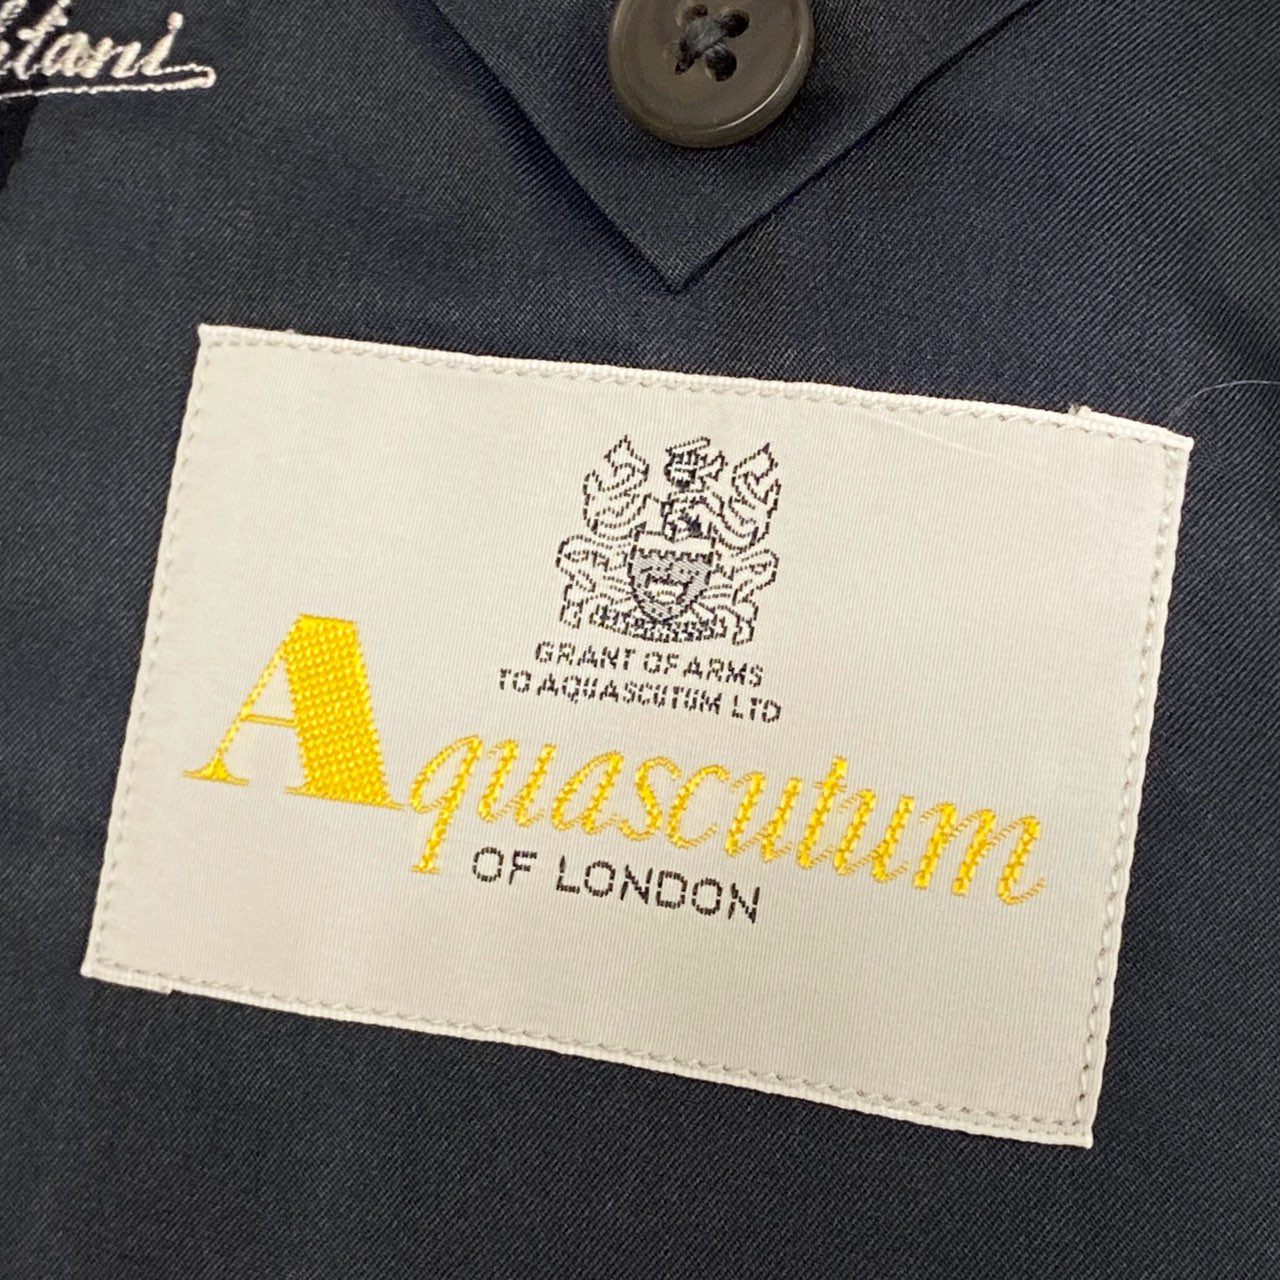 GRANT OF ARMS
TO AQUASCUTUM LTD
Aquascutum
OF LONDON